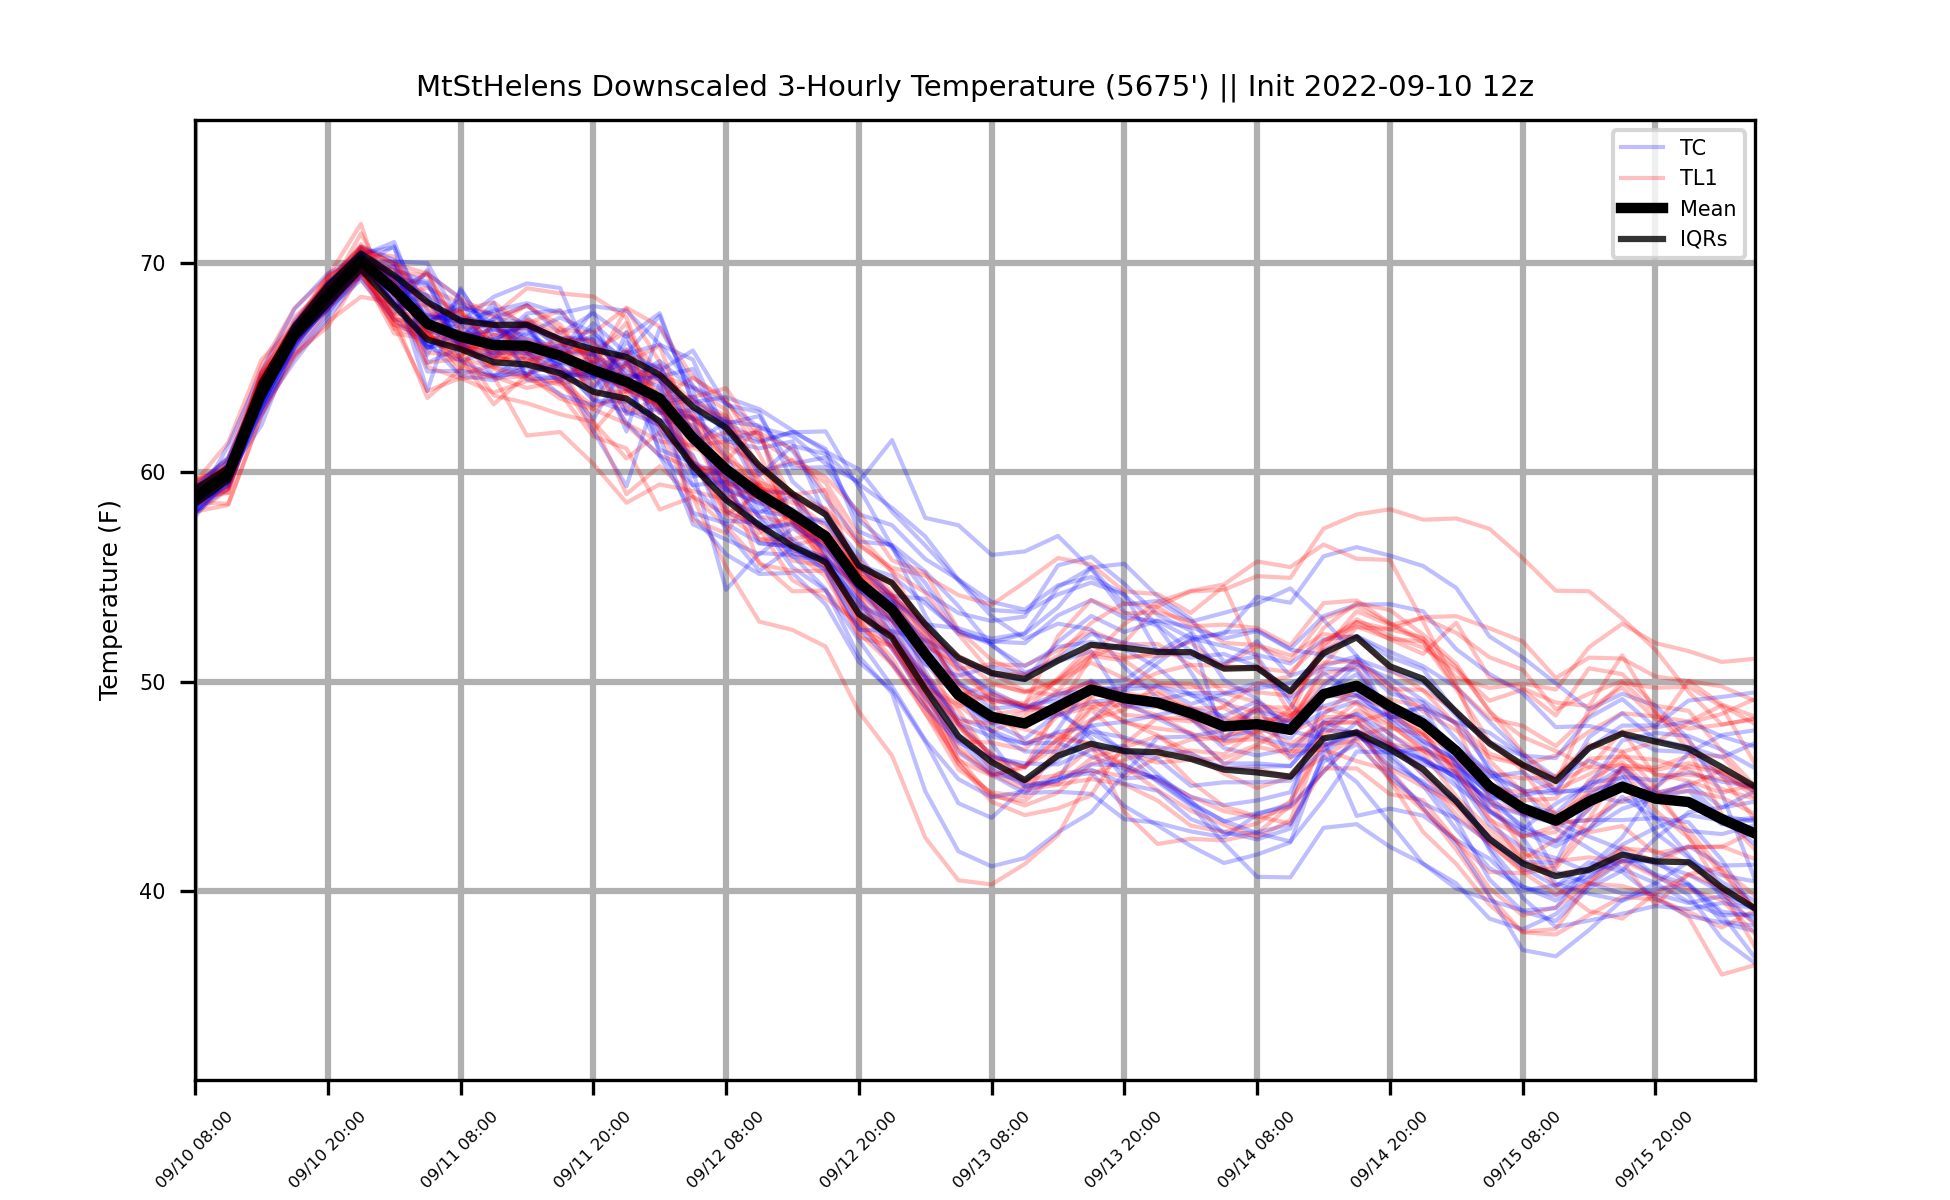 MtStHelens Downscaled 3-Hourly Temperature (5675') || Init 2022-09-10 12z
TC
TL1
Mean
IQRs
Temperature (F)
70
60
50
40
09/10 08:00
09/10 20:00
09/11 08:00
09/11 20:00
09/12 08:00
09/12 20:00
09/13 08:00
09/13 20:00
09/14 08:00
09/14 20:00
09/15 08:00
09/15 20:00